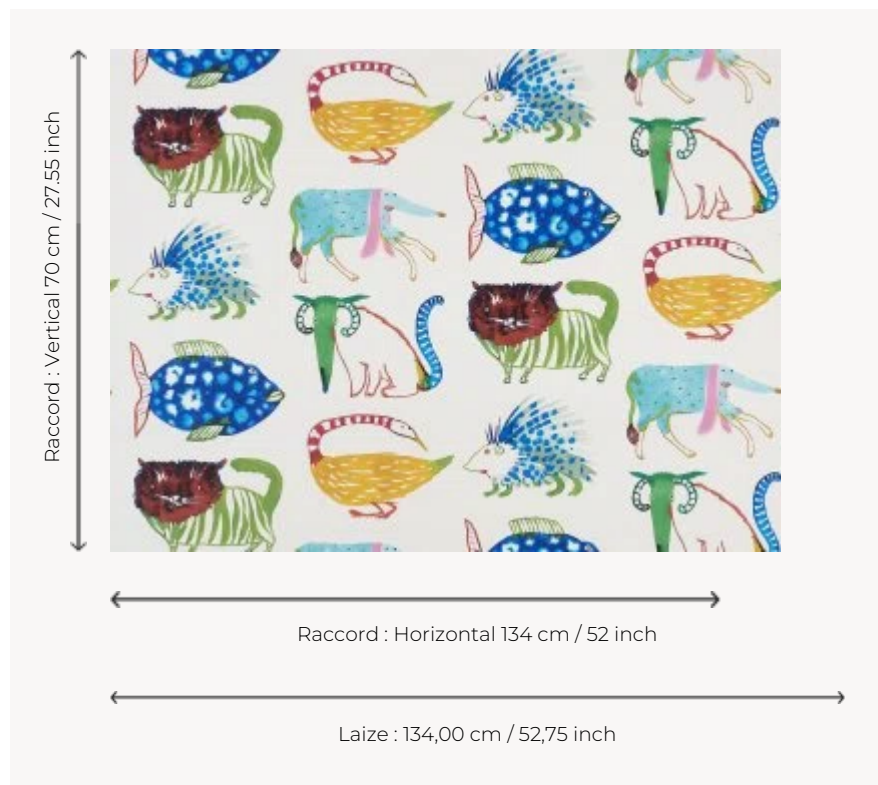 Raccord : Vertical 70 cm / 27.55 inch
Raccord : Horizontal 134 cm / 52 inch
Laize : 134,00 cm / 52,75 inch